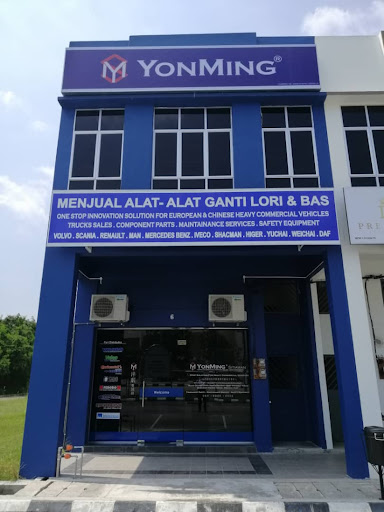 YONMING®
MENJUAL ALAT- ALAT GANTI LORI & BAS
ONE STOP INNOVATION SOLUTION FOR EUROPEAN & CHINESE HEAVY COMMERCIAL VEHICLES
TRUCKS SALES . COMPONENT PARTS . MAINTAINANCE SERVICES . SAFETY EQUIPMENT
VOLVO . SCANIA . RENAULT . MAN . MERCEDES BENZ . IVECO . SHACMAN . HIGER . YUCHAI . WEICHAI . DAF
YONMING
YONMING®
Welcome